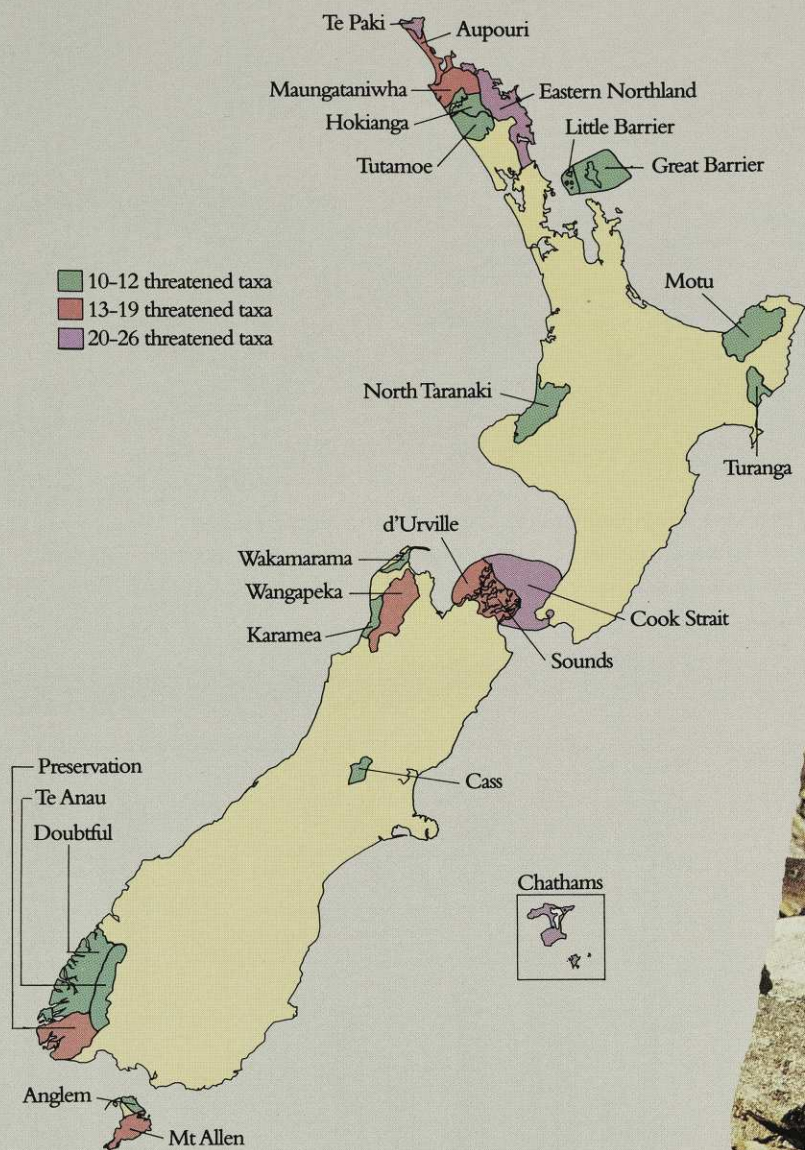 Te Paki
Aupouri
Maungataniwha
Eastern Northland
Hokianga
Little Barrier
Tutamoe
Great Barrier
10–12 threatened taxa
13–19 threatened taxa
20–26 threatened taxa
Motu
North Taranaki
Turanga
d'Urville
Wakamarama
Wangapeka
Karamea
Cook Strait
Sounds
Preservation
Cass
Te Anau
Doubtful
Chathams
Anglem
Mt Allen